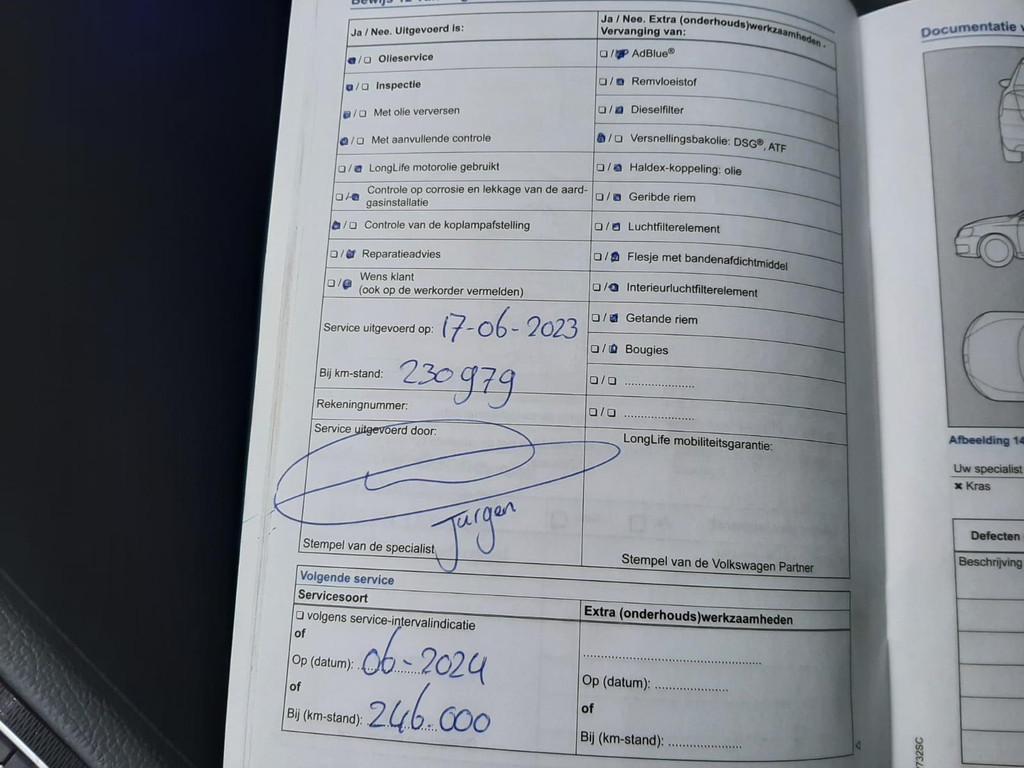 Ja / Nee. Uitgevoerd is:
Olieservice
Inspectie
Met olie verversen
Met aanvullende controle
LongLife motorolie gebruikt
Controle op corrosie en lekkage van de aard-
gasinstallatie
Controle van de koplampafstelling
Reparatieadvies
Wens klant
(ook op de werkorder vermelden)
Service uitgevoerd op: 17-06-2023
Bij km-stand: 230979
Rekeningnummer:
Service uitgevoerd door:
Jurgen
Stempel van de specialist
Ja / Nee. Extra (onderhouds)werkzaamheden -
Vervanging van:
AdBlue®
Remvloeistof
Dieselfilter
Versnellingsbakolie: DSG®, ATF
Haldex-koppeling: olie
Geribde riem
Luchtfilterelement
Flesje met bandenafdichtmiddel
Interieurluchtfilterelement
Getande riem
Bougies
LongLife mobiliteitsgarantie:
Stempel van de Volkswagen Partner
Volgende service
Servicesoort
volgens service-intervalindicatie
of
Op (datum): 06-2024
of
Bij (km-stand): 246.000
Extra (onderhouds)werkzaamheden
Op (datum):
of
Bij (km-stand):
Documentatie
Afbeelding 14
Uw specialist
× Kras
Defecten
Beschrijving
732SC